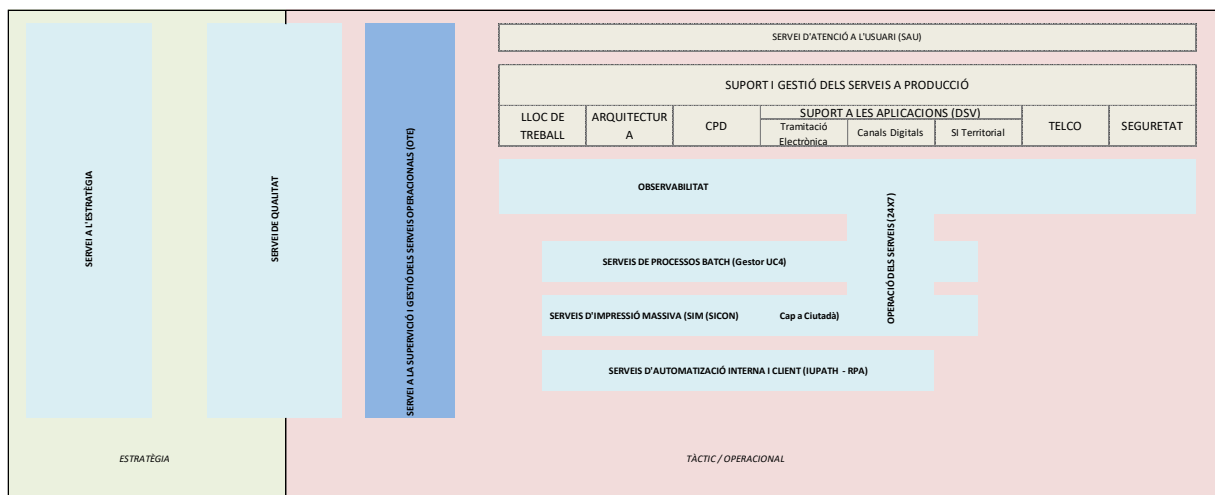 SERVEI D'ATENCIÓ A L'USUARI (SAU)
SUPORT I GESTIÓ DELS SERVEIS A PRODUCCIÓ
LLOC DE
TREBALL
ARQUITECTUR
A
CPD
SUPORT A LES APLICACIONS (DSV)
Tramitació
Electrònica
Canals Digitals
SI Territorial
TELCO
SEGURETAT
SERVEI A L'ESTRATÈGIA
SERVEI DE QUALITAT
SERVEI A LA SUPERVICIÓ I GESTIÓ DELS SERVEIS OPERACIONALS (OTE)
OBSERVABILITAT
OPERACIÓ DELS SERVEIS (24X7)
SERVEIS DE PROCESSOS BATCH (Gestor UC4)
SERVEIS D'IMPRESSIÓ MASSIVA (SIM (SICON) Cap a Ciutadà)
SERVEIS D'AUTOMATIZACIÓ INTERNA I CLIENT (IUPATH - RPA)
ESTRATÈGIA
TÀCTIC / OPERACIONAL